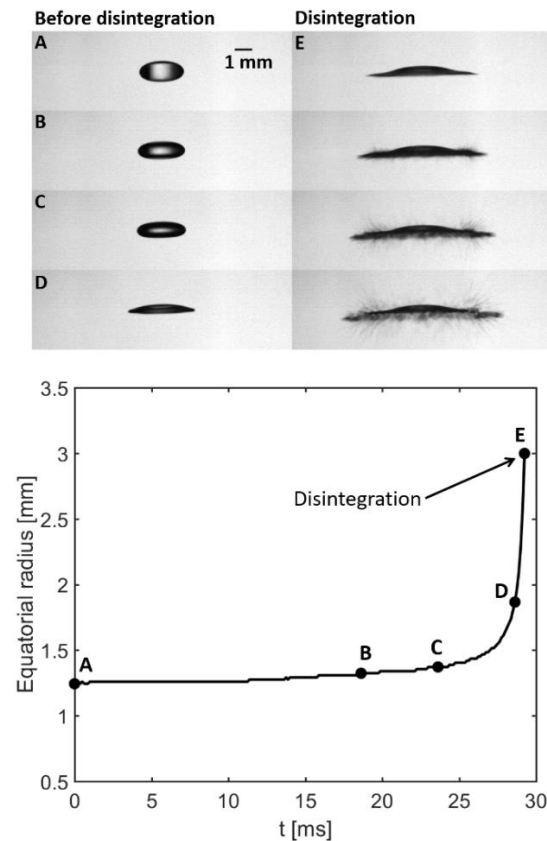 Before disintegration
Disintegration
A
1 mm
E
B
C
D
3.5
3
2.5
2
1.5
1
0.5
Equatorial radius [mm]
E
Disintegration
D
A
B
C
0
5
10
15
20
25
30
t [ms]